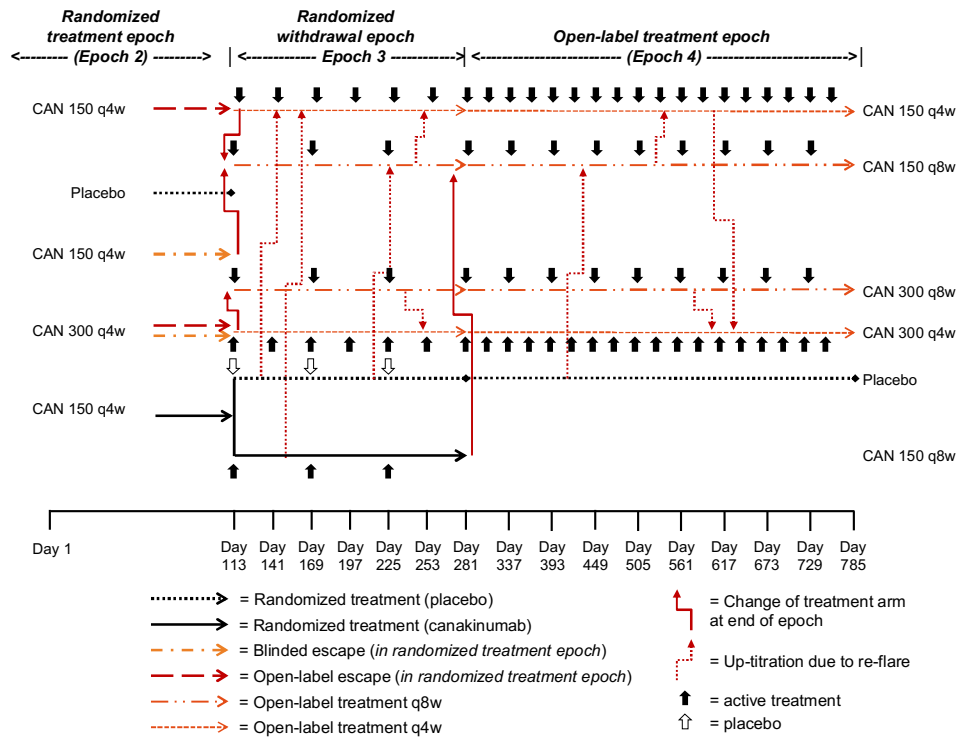 Randomized
treatment epoch
<--------- (Epoch 2) --------->
Randomized
withdrawal epoch
|<--------- Epoch 3 --------->|
Open-label treatment epoch
<------------------------(Epoch 4)------------------------>|
CAN 150 q4w
CAN 150 q4w
CAN 150 q8w
Placebo
CAN 150 q4w
CAN 300 q8w
CAN 300 q4w
CAN 300 q4w
Placebo
CAN 150 q4w
CAN 150 q8w
Day 1
Day Day Day Day Day Day Day Day Day Day Day Day Day Day Day Day
113 141 169 197 225 253 281 337 393 449 505 561 617 673 729 785
= Randomized treatment (placebo)
= Randomized treatment (canakinumab)
= Blinded escape (in randomized treatment epoch)
= Open-label escape (in randomized treatment epoch)
= Open-label treatment q8w
= Open-label treatment q4w
= Change of treatment arm
at end of epoch
= Up-titration due to re-flare
= active treatment
= placebo